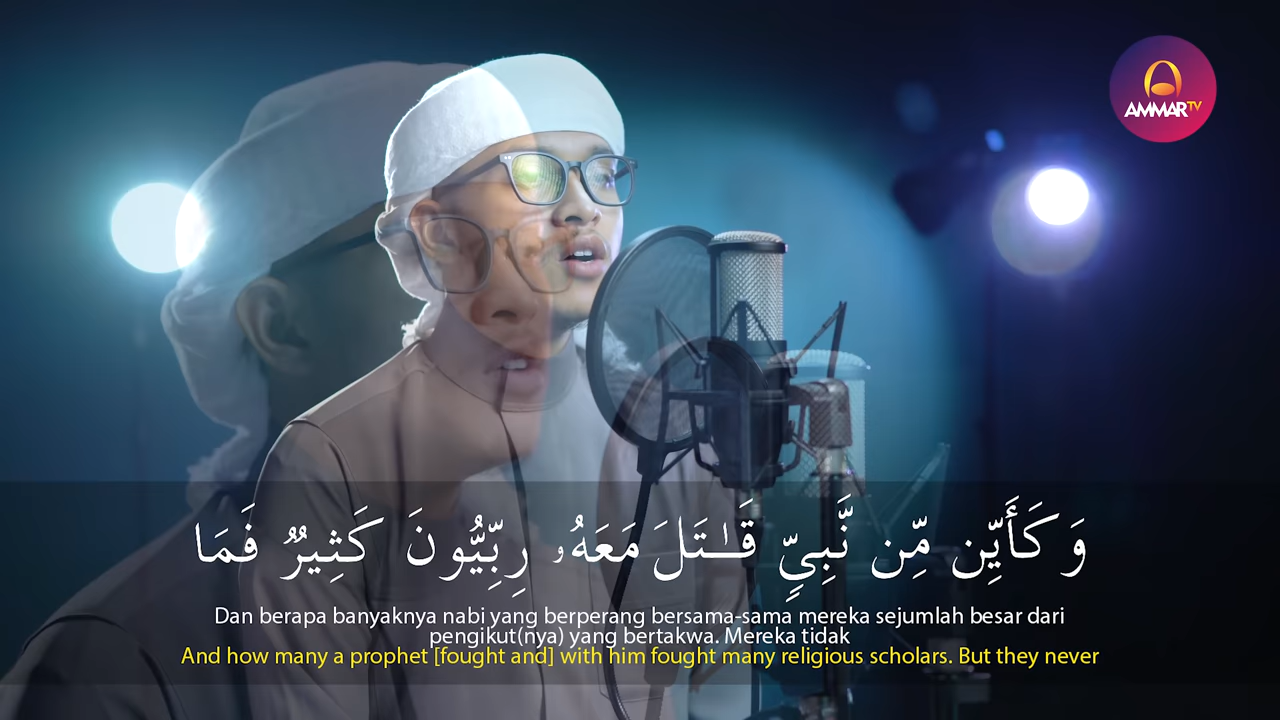 AMMAR TV
وَكَأَيِّن مِّن نَّبِيٍّ قَـٰتَلَ مَعَهُۥ رِبِّيُّونَ كَثِيرٌ فَمَا
Dan berapa banyaknya nabi yang berperang bersama-sama mereka sejumlah besar dari
pengikut(nya) yang bertakwa. Mereka tidak
And how many a prophet [fought and] with him fought many religious scholars. But they never